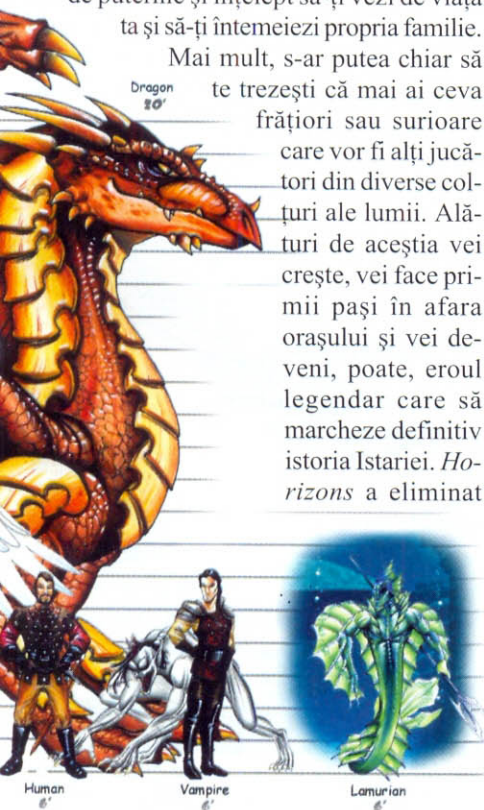 de puternic și înțelept să-ți vezi de viața
ta și să-ți întemeiezi propria familie.
Mai mult, s-ar putea chiar să
te trezești că mai ai ceva
frățiori sau surioare
care vor fi alți jucă-
tori din diverse col-
țuri ale lumii. Ală-
turi de aceștia vei
crește, vei face pri-
mii pași în afara
orașului și vei de-
veni, poate, eroul
legendar care să
marcheze definitiv
istoria Istariei. Ho-
rizons a eliminat
Dragon
20'
Human
6'
Vampire
6'
Lamurian
6'